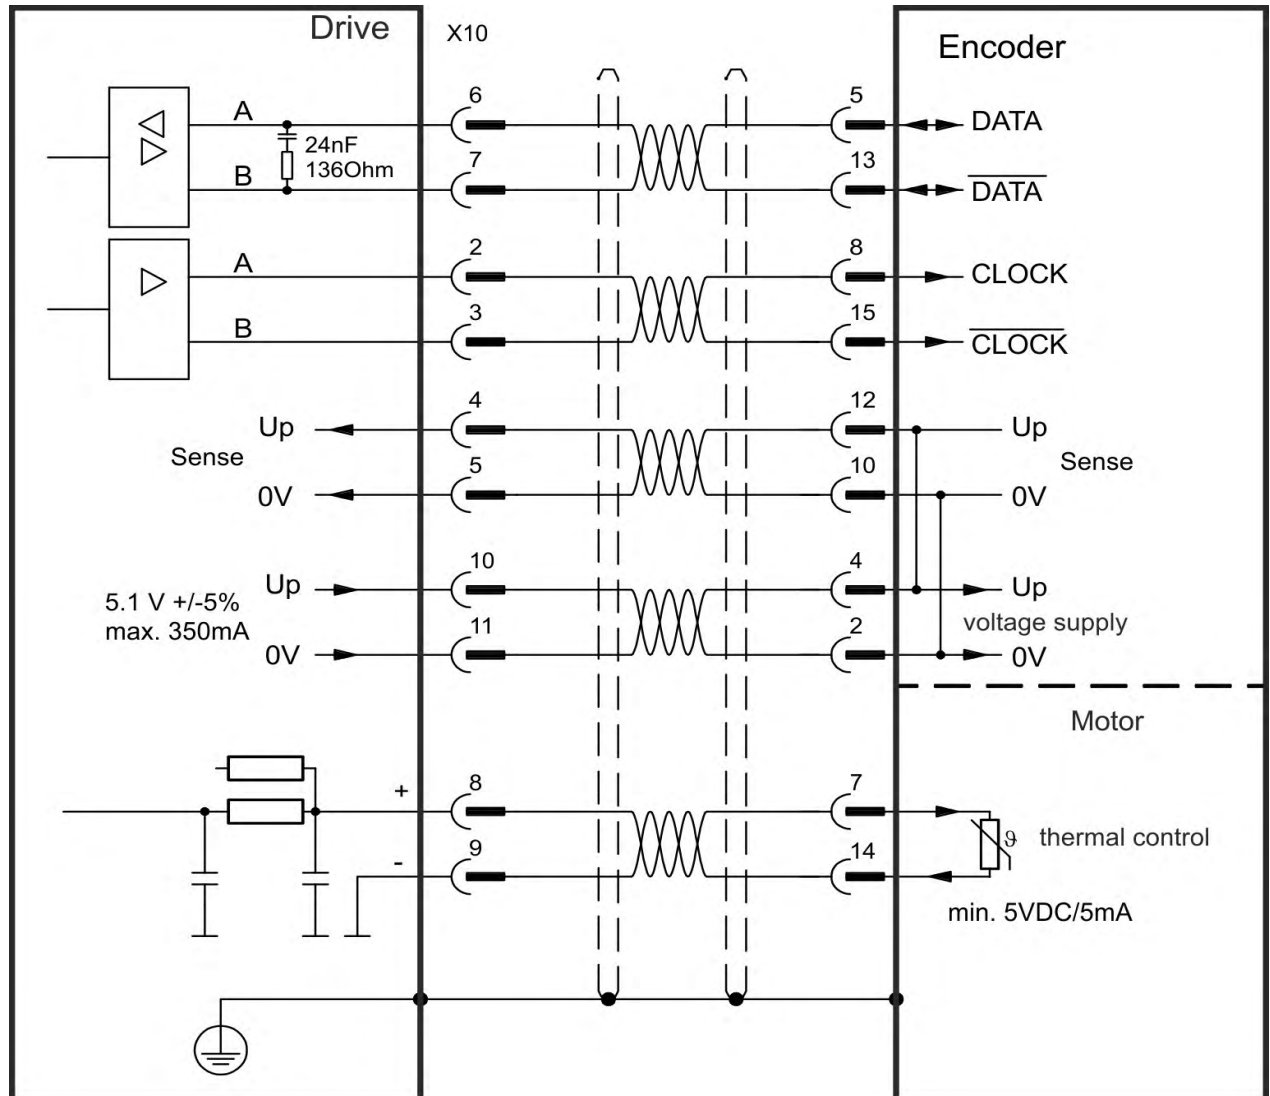 Drive
X10
Encoder
6
5
A
DATA
24nF
136Ohm
7
13
B
DATA
2
8
A
CLOCK
3
15
B
CLOCK
4
12
Up
Up
Sense
Sense
5
10
0V
0V
10
4
Up
Up
5.1 V +/-5%
max. 350mA
voltage supply
11
2
0V
0V
Motor
+
8
7
ϑ
thermal control
-
9
14
min. 5VDC/5mA